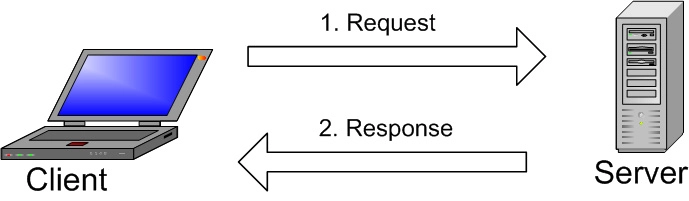 1. Request
2. Response
Client
Server